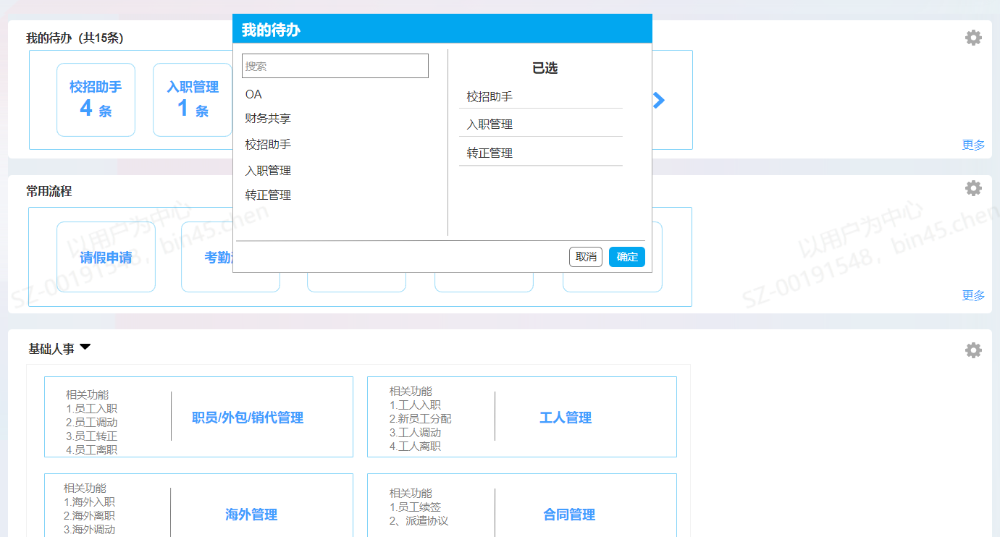 我的待办（共15条）
校招助手
4 条
入职管理
1 条
更多
我的待办
搜索
OA
财务共享
校招助手
入职管理
转正管理
已选
校招助手
入职管理
转正管理
取消
确定
常用流程
请假申请
考勤
更多
以用户为中心
SZ-00191548，bin45.chen
以用户为中心
SZ-00191548，bin45.chen
基础人事
相关功能
1.员工入职
2.员工调动
3.员工转正
4.员工离职
职员/外包/销代管理
相关功能
1.工人入职
2.新员工分配
3.工人调动
4.工人离职
工人管理
相关功能
1.海外入职
2.海外离职
3.海外调动
海外管理
相关功能
1.员工续签
2、派遣协议
合同管理